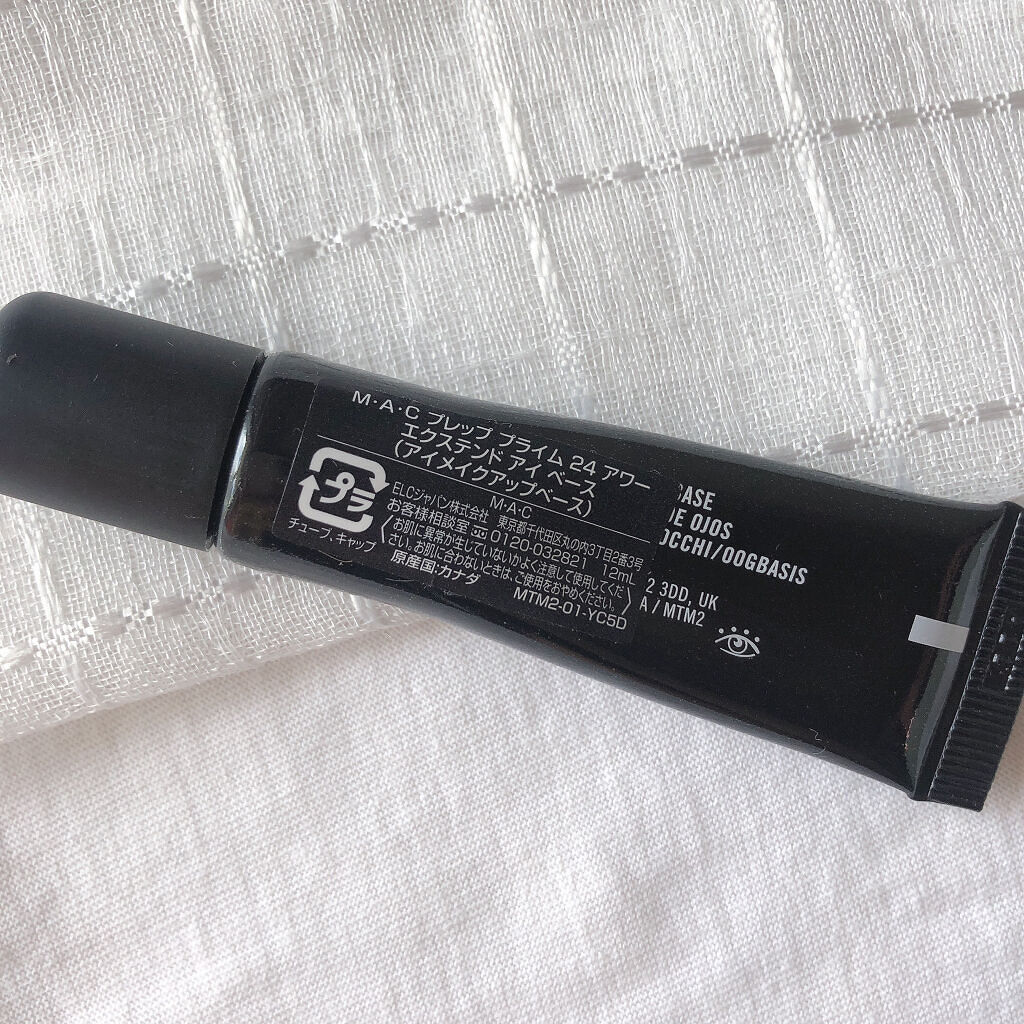 M·A·C プレップ プライム 24 アワー
エクステンド アイ ベース
(アイメイクアップベース)
M·A·C
プラ
チューブ、キャップ
ELCジャパン株式会社 東京都千代田区丸の内3丁目2番3号
お客様相談室 0120-032821 12mL
お肌に異常が生じていないかよく注意して使用してくだ
さい。お肌に合わないときは、ご使用をおやめください。
原産国:カナダ
MTM2-01-YC5D
BASE
DE OJOS
OCCHI/OOGBASIS
2 3DD, UK
A / MTM2